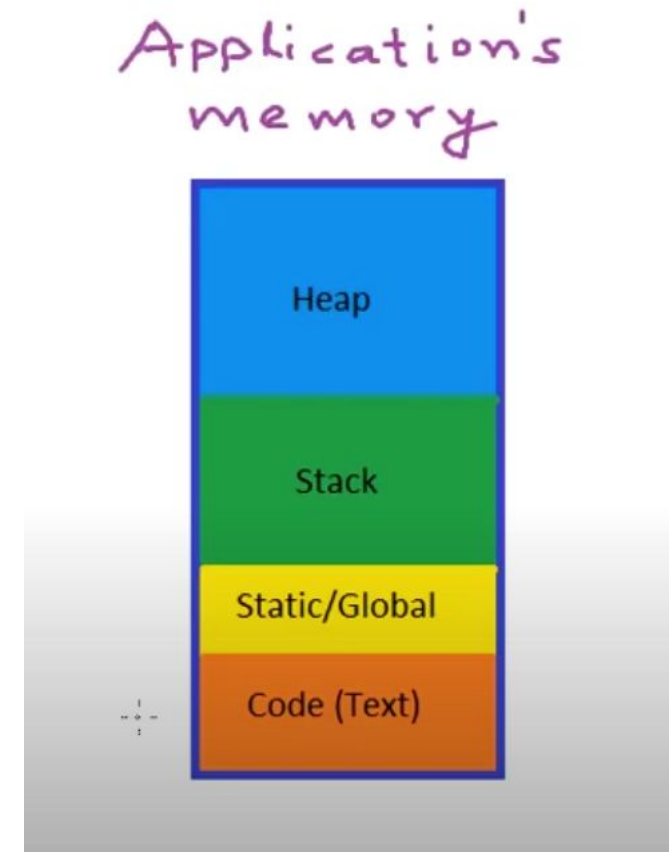 Application's
memory
Heap
Stack
Static/Global
Code (Text)